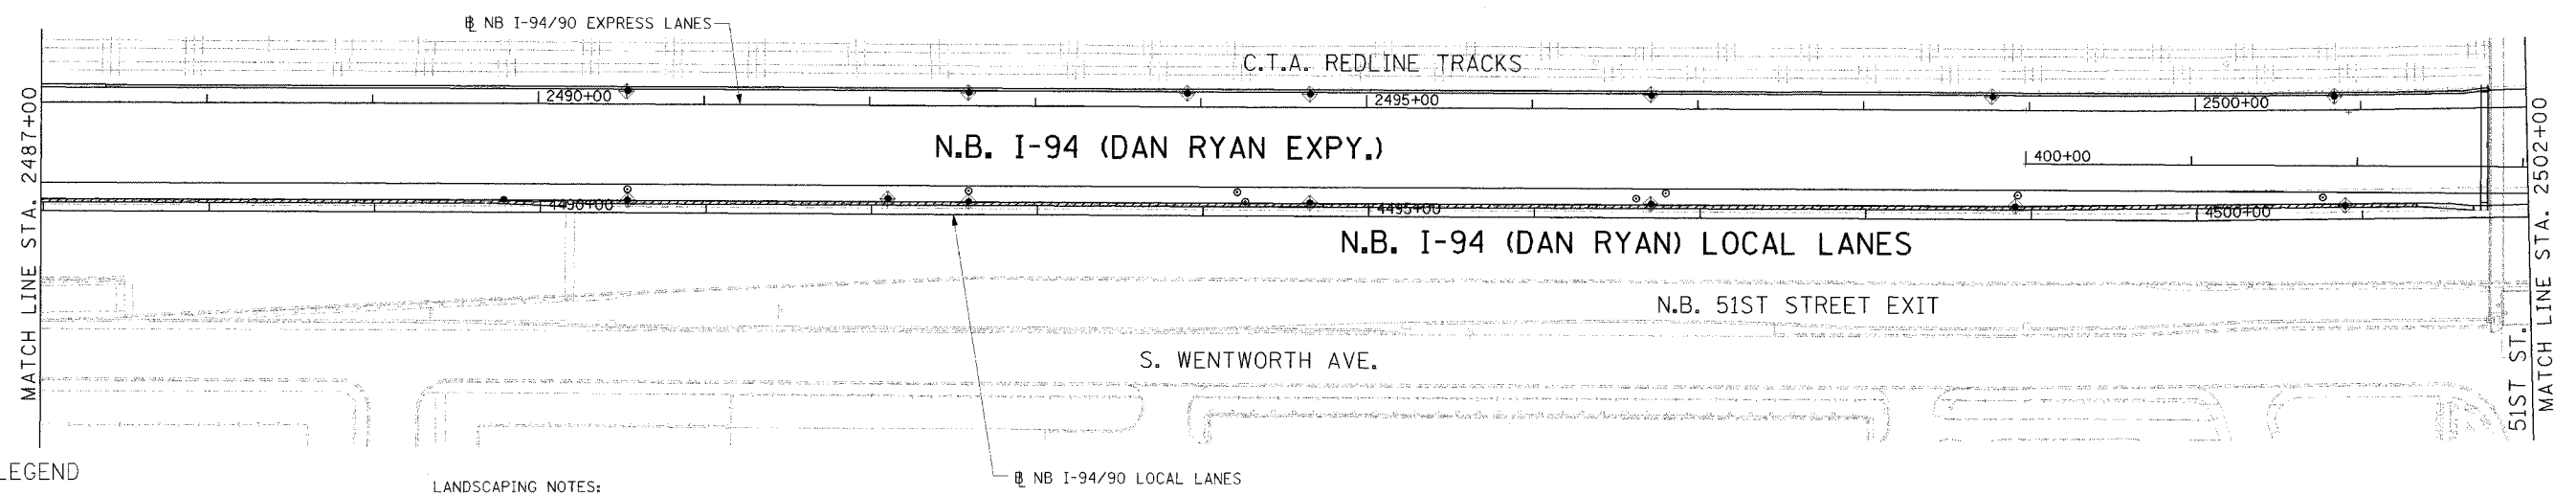 ℄ NB I-94/90 EXPRESS LANES
C.T.A. REDLINE TRACKS
2490+00
2495+00
2500+00
N.B. I-94 (DAN RYAN EXPY.)
400+00
MATCH LINE STA. 2487+00
MATCH LINE STA. 2502+00
4490+00
4495+00
4500+00
N.B. I-94 (DAN RYAN) LOCAL LANES
N.B. 51ST STREET EXIT
S. WENTWORTH AVE.
51ST ST.
℄ NB I-94/90 LOCAL LANES
LEGEND
LANDSCAPING NOTES: